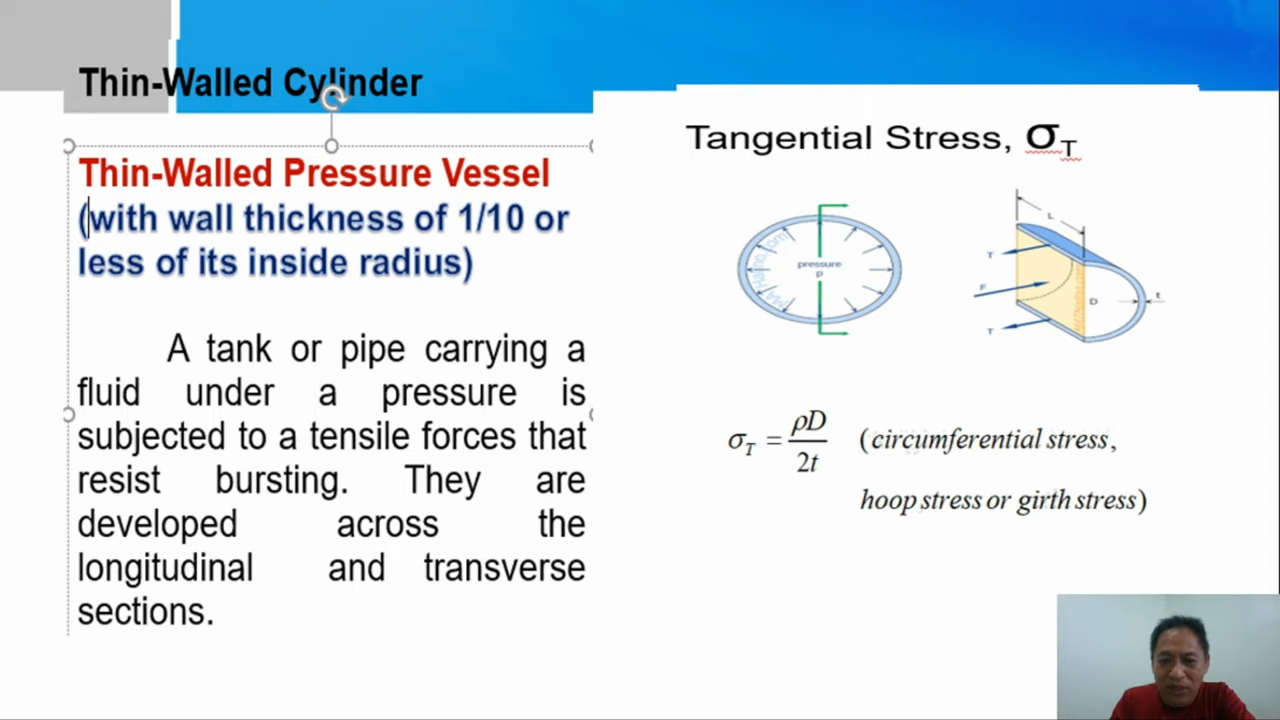 Thin-Walled Cylinder
Thin-Walled Pressure Vessel
(with wall thickness of 1/10 or
less of its inside radius)
A tank or pipe carrying a
fluid under a pressure is
subjected to a tensile forces that
resist bursting. They are
developed across the
longitudinal and transverse
sections.
Tangential Stress, σT
pressure
p
L
T
F
D
t
T
σT = ρD/2t (circumferential stress,
hoop stress or girth stress)